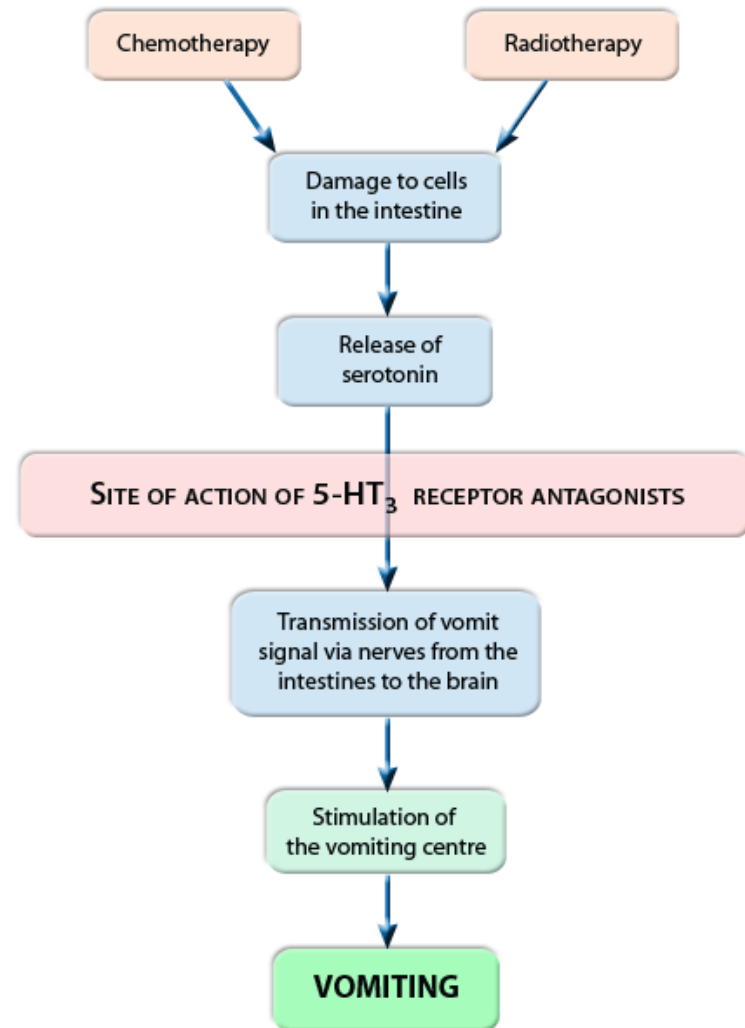 Chemotherapy
Radiotherapy
Damage to cells
in the intestine
Release of
serotonin
SITE OF ACTION OF 5-HT₃ RECEPTOR ANTAGONISTS
Transmission of vomit
signal via nerves from the
intestines to the brain
Stimulation of
the vomiting centre
VOMITING